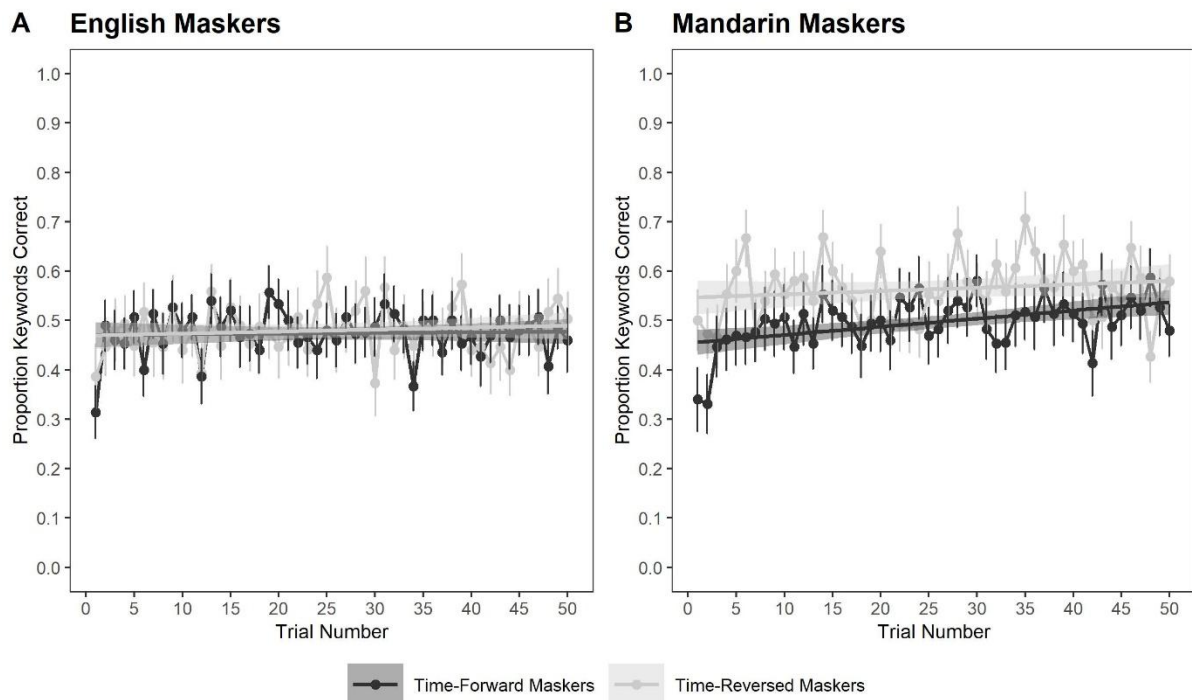 A English Maskers
1.0
0.9
0.8
0.7
0.6
0.5
0.4
0.3
0.2
0.1
0.0
Proportion Keywords Correct
0 5 10 15 20 25 30 35 40 45 50
Trial Number
B Mandarin Maskers
1.0
0.9
0.8
0.7
0.6
0.5
0.4
0.3
0.2
0.1
0.0
Proportion Keywords Correct
0 5 10 15 20 25 30 35 40 45 50
Trial Number
Time-Forward Maskers Time-Reversed Maskers